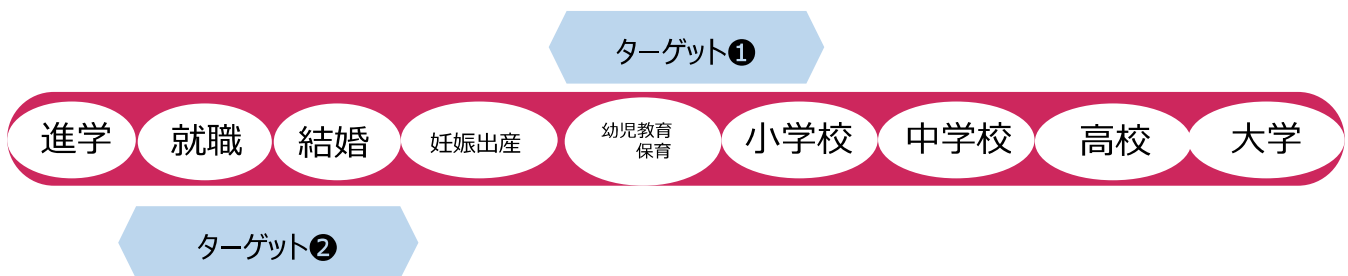 ターゲット❶
進学
就職
結婚
妊娠出産
幼児教育
保育
小学校
中学校
高校
大学
ターゲット❷